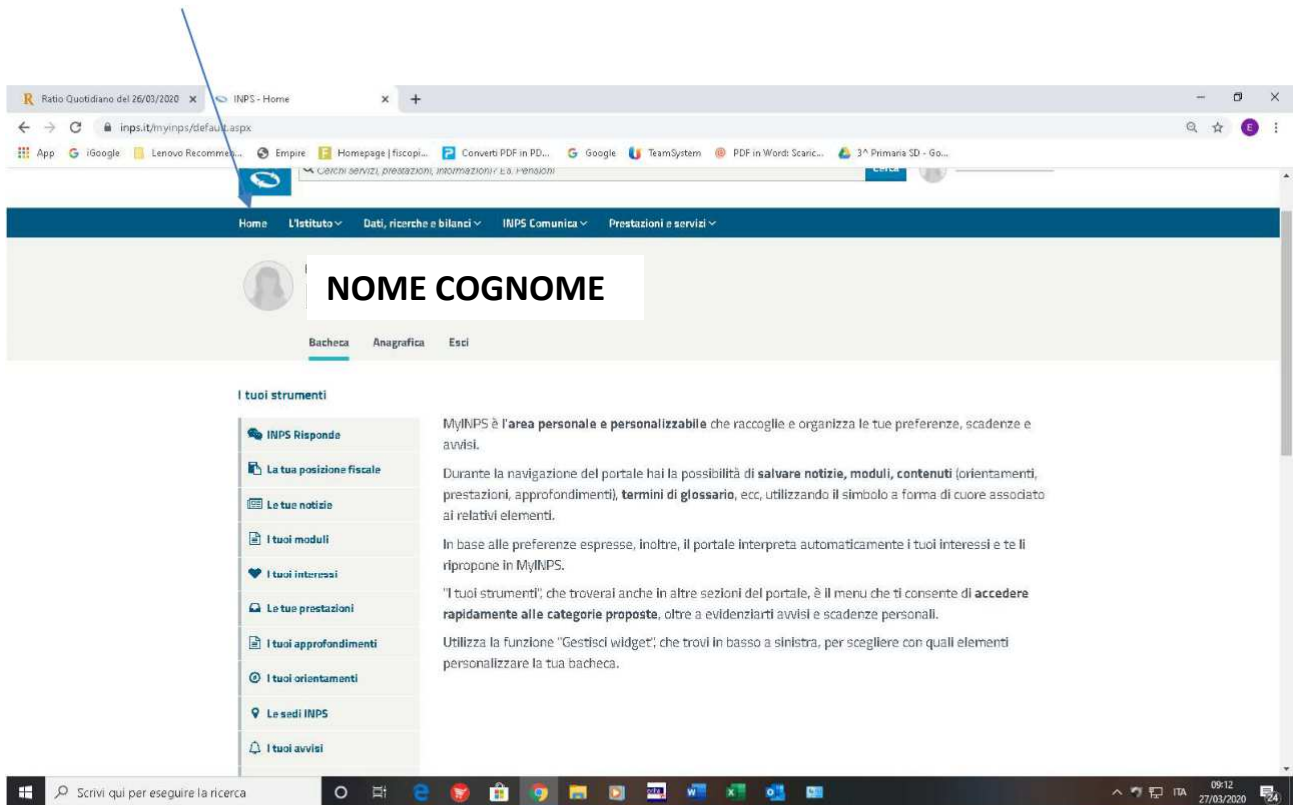 Ratio Quotidiano del 26/03/2020
INPS - Home
inps.it/myinps/default.aspx
App iGoogle Lenovo Recommen... Empire Homepage | fiscopi... Converti PDF in PD... Google TeamSystem PDF in Word: Scaric... 3^ Primaria SD - Go...
Cerchi servizi, prestazioni, informazioni? Es. Pensioni
Cerca
Home L'Istituto Dati, ricerche e bilanci INPS Comunica Prestazioni e servizi
NOME COGNOME
Bacheca Anagrafica Esci
I tuoi strumenti
INPS Risponde
La tua posizione fiscale
Le tue notizie
I tuoi moduli
I tuoi interessi
Le tue prestazioni
I tuoi approfondimenti
I tuoi orientamenti
Le sedi INPS
I tuoi avvisi
MyINPS è l'area personale e personalizzabile che raccoglie e organizza le tue preferenze, scadenze e
avvisi.
Durante la navigazione del portale hai la possibilità di salvare notizie, moduli, contenuti (orientamenti,
prestazioni, approfondimenti), termini di glossario, ecc, utilizzando il simbolo a forma di cuore associato
ai relativi elementi.
In base alle preferenze espresse, inoltre, il portale interpreta automaticamente i tuoi interessi e te li
ripropone in MyINPS.
"I tuoi strumenti", che troverai anche in altre sezioni del portale, è il menu che ti consente di accedere
rapidamente alle categorie proposte, oltre a evidenziarti avvisi e scadenze personali.
Utilizza la funzione "Gestisci widget", che trovi in basso a sinistra, per scegliere con quali elementi
personalizzare la tua bacheca.
Scrivi qui per eseguire la ricerca
ITA
09:12
27/03/2020
24